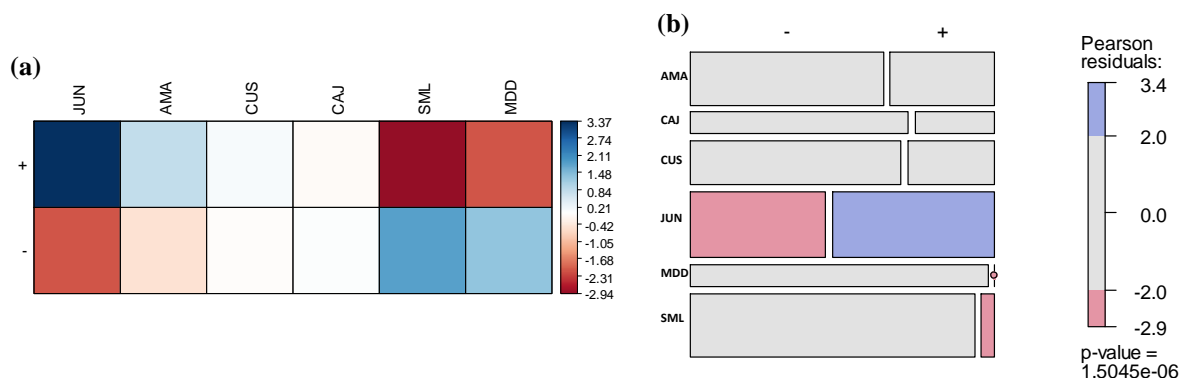 (a)
JUN AMA CUS CAJ SML MDD
+
-
3.37
2.74
2.11
1.48
0.84
0.21
-0.42
-1.05
-1.68
-2.31
-2.94
(b)
- +
AMA
CAJ
CUS
JUN
MDD
SML
Pearson
residuals:
3.4
2.0
0.0
-2.0
-2.9
p-value =
1.5045e-06